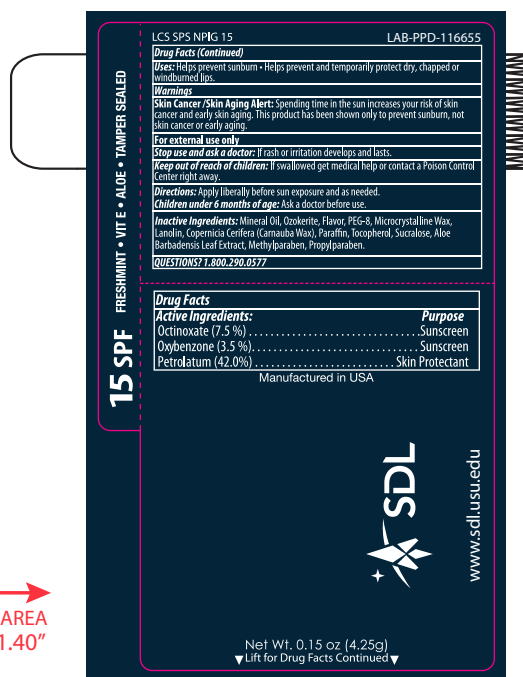 LCS SPS NPIG 15 LAB-PPD-116655
Drug Facts (Continued)
Uses: Helps prevent sunburn • Helps prevent and temporarily protect dry, chapped or
windburned lips.
Warnings
Skin Cancer /Skin Aging Alert: Spending time in the sun increases your risk of skin
cancer and early skin aging. This product has been shown only to prevent sunburn, not
skin cancer or early aging.
For external use only
Stop use and ask a doctor: If rash or irritation develops and lasts.
Keep out of reach of children: If swallowed get medical help or contact a Poison Control
Center right away.
Directions: Apply liberally before sun exposure and as needed.
Children under 6 months of age: Ask a doctor before use.
Inactive Ingredients: Mineral Oil, Ozokerite, Flavor, PEG-8, Microcrystalline Wax,
Lanolin, Copernicia Cerifera (Carnauba Wax), Paraffin, Tocopherol, Sucralose, Aloe
Barbadensis Leaf Extract, Methylparaben, Propylparaben.
QUESTIONS? 1.800.290.0577
15 SPF FRESHMINT • VIT E • ALOE • TAMPER SEALED
Drug Facts
Active Ingredients: Purpose
Octinoxate (7.5 %) ................................ Sunscreen
Oxybenzone (3.5 %) ................................ Sunscreen
Petrolatum (42.0%) .......................... Skin Protectant
Manufactured in USA
SDL
www.sdl.usu.edu
AREA
1.40”
Net Wt. 0.15 oz (4.25g)
▼Lift for Drug Facts Continued▼